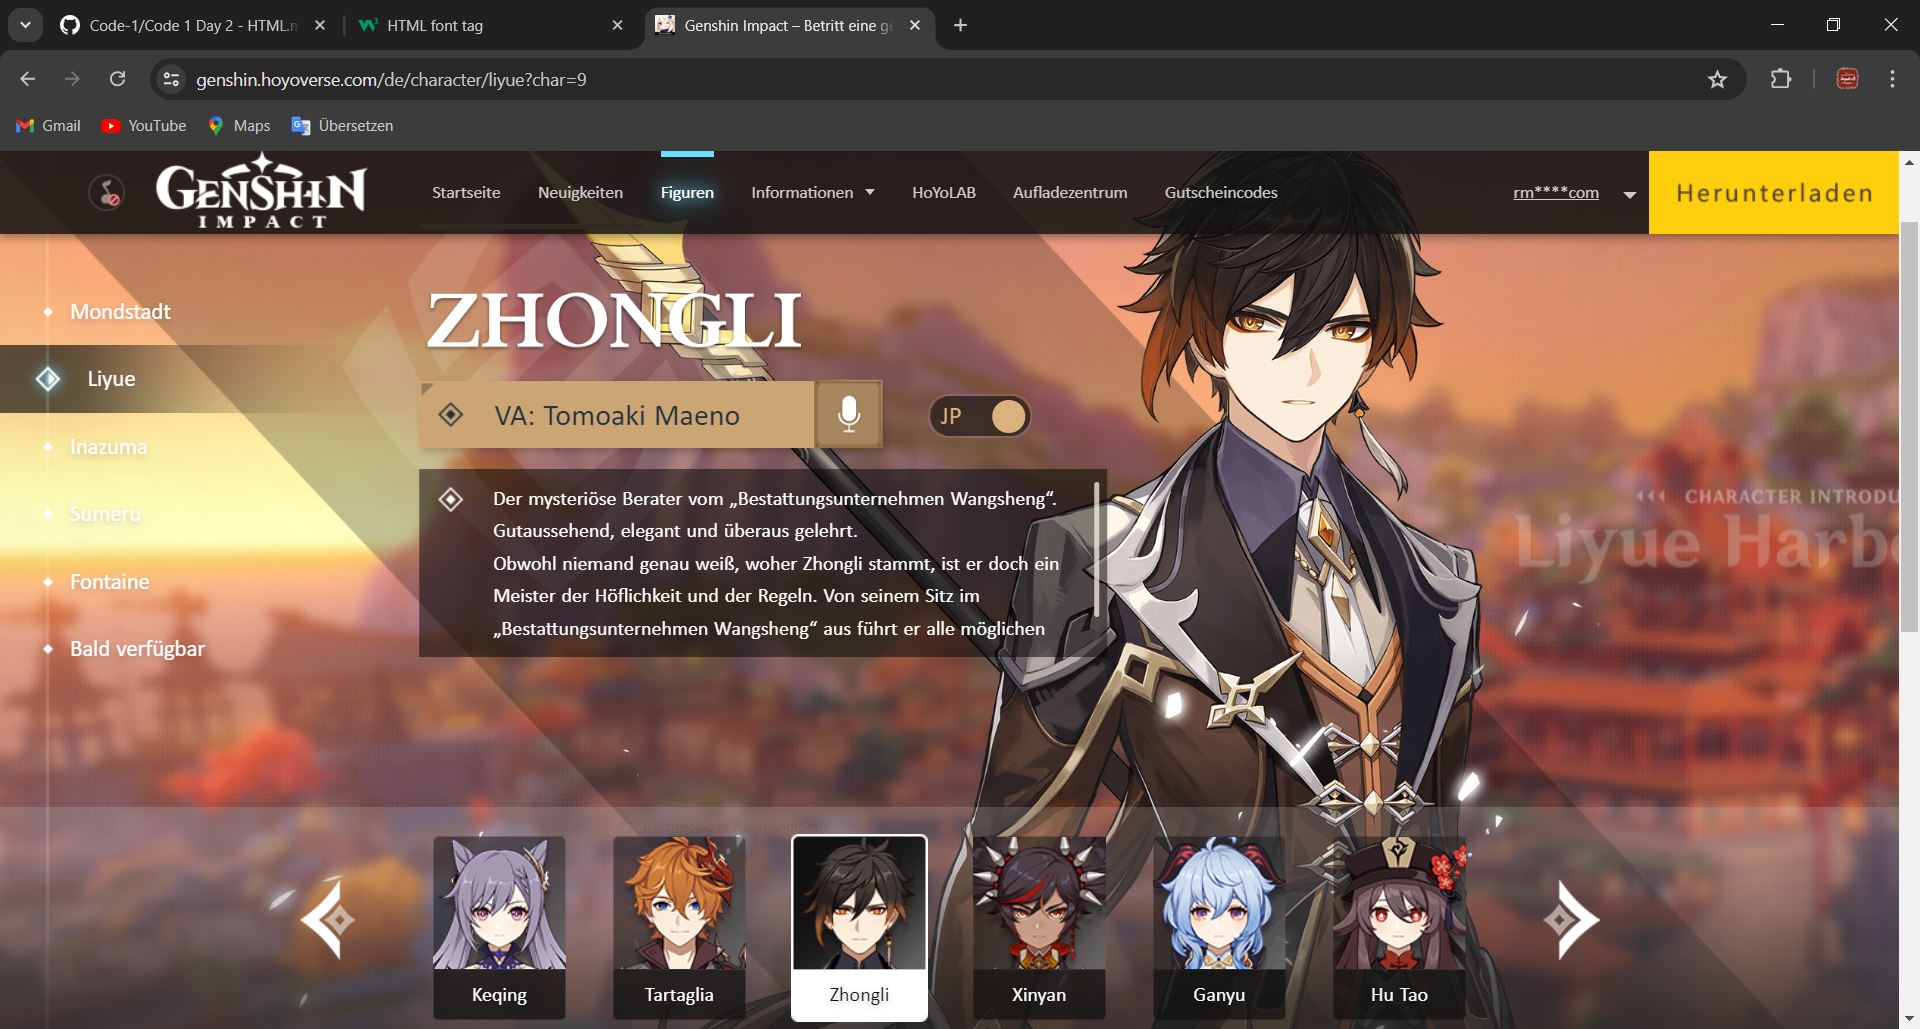 Code-1/Code 1 Day 2 - HTML.m
HTML font tag
Genshin Impact – Betritt eine ge
genshin.hoyoverse.com/de/character/liyue?char=9
Gmail
YouTube
Maps
Übersetzen
GENSHIN
IMPACT
Startseite
Neuigkeiten
Figuren
Informationen
HoYoLAB
Aufladezentrum
Gutscheincodes
rm****com
Herunterladen
Mondstadt
Liyue
Inazuma
Sumeru
Fontaine
Bald verfügbar
ZHONGLI
VA: Tomoaki Maeno
JP
Der mysteriöse Berater vom „Bestattungsunternehmen Wangsheng“.
Gutaussehend, elegant und überaus gelehrt.
Obwohl niemand genau weiß, woher Zhongli stammt, ist er doch ein
Meister der Höflichkeit und der Regeln. Von seinem Sitz im
„Bestattungsunternehmen Wangsheng“ aus führt er alle möglichen
CHARACTER INTRODU
Liyue Harbo
Keqing
Tartaglia
Zhongli
Xinyan
Ganyu
Hu Tao